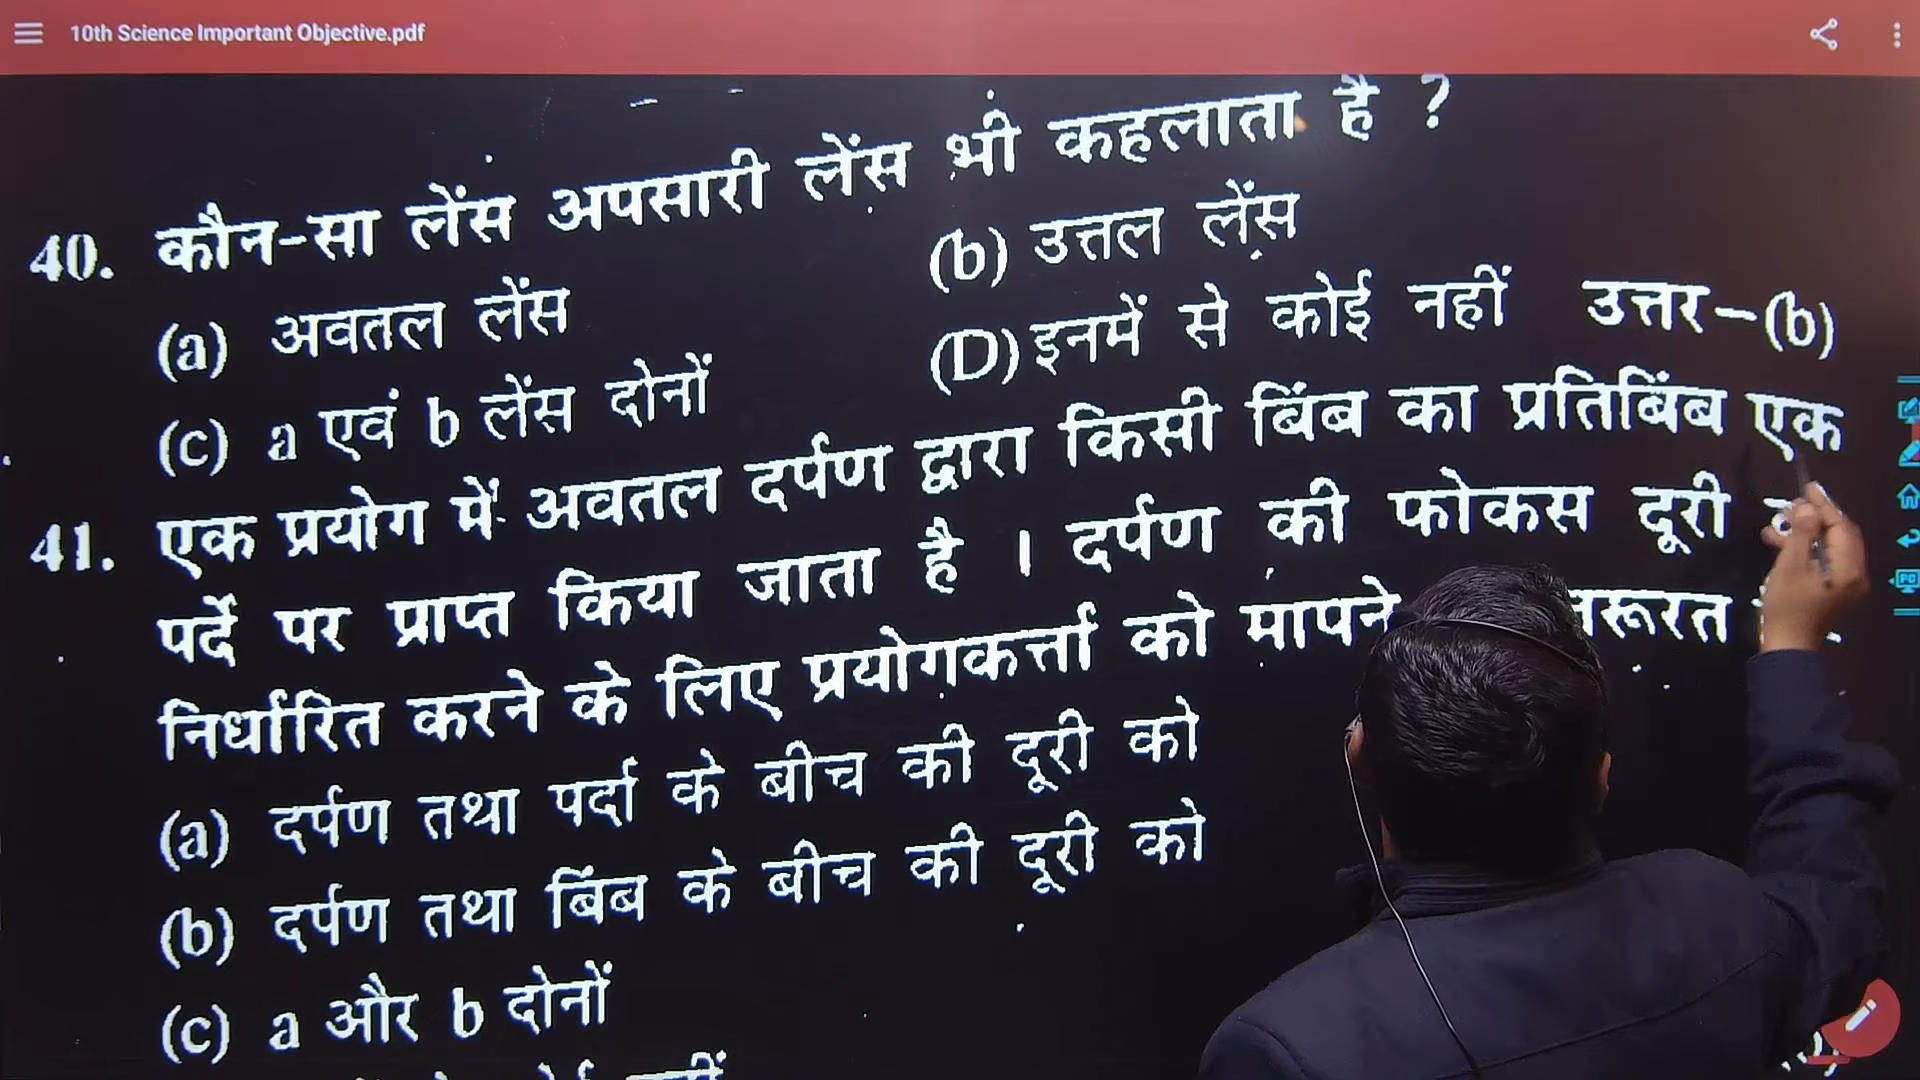 10th Science Important Objective.pdf
40. कौन-सा लेंस अपसारी लेंस भी कहलाता है ?
(a) अवतल लेंस (b) उत्तल लेंस
(c) a एवं b लेंस दोनों (D) इनमें से कोई नहीं उत्तर-(b)
41. एक प्रयोग में अवतल दर्पण द्वारा किसी बिंब का प्रतिबिंब एक
पर्दे पर प्राप्त किया जाता है । दर्पण की फोकस दूरी
निर्धारित करने के लिए प्रयोगकर्त्ता को मापने
(a) दर्पण तथा पर्दा के बीच की दूरी को
(b) दर्पण तथा बिंब के बीच की दूरी को
(c) a और b दोनों